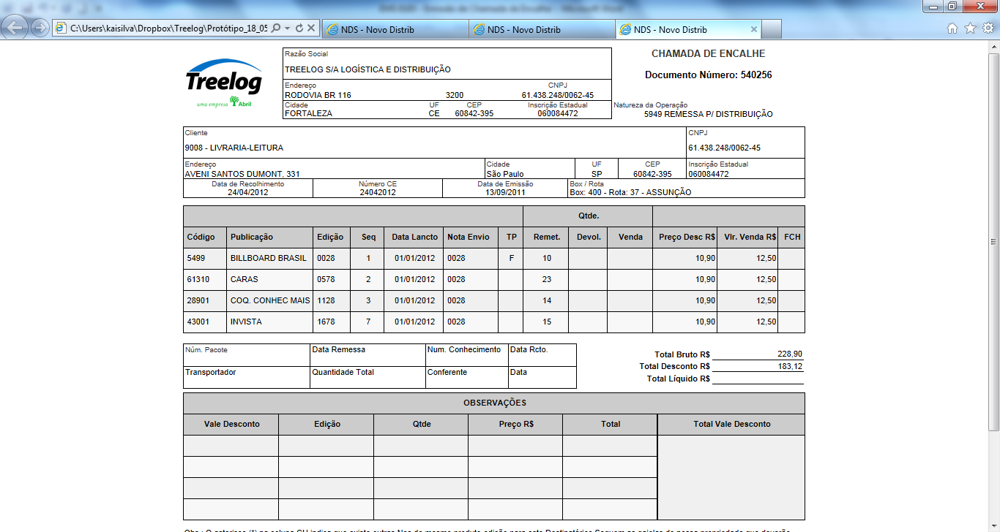 C:\Users\kaisilva\Dropbox\Treelog\Protótipo_18_05
NDS - Novo Distrib
NDS - Novo Distrib
NDS - Novo Distrib
Treelog
uma empresa Abril
Razão Social
TREELOG S/A LOGÍSTICA E DISTRIBUIÇÃO
Endereço CNPJ
RODOVIA BR 116 3200 61.438.248/0062-45
Cidade UF CEP Inscrição Estadual
FORTALEZA CE 60842-395 060084472
CHAMADA DE ENCALHE
Documento Número: 540256
Natureza da Operação
5949 REMESSA P/ DISTRIBUIÇÃO
Cliente CNPJ
9008 - LIVRARIA-LEITURA 61.438.248/0062-45
Endereço Cidade UF CEP Inscrição Estadual
AVENI SANTOS DUMONT, 331 São Paulo SP 60842-395 060084472
Data de Recolhimento Número CE Data de Emissão Box / Rota
24/04/2012 24042012 13/09/2011 Box: 400 - Rota: 37 - ASSUNÇÃO
Qtde.
Código Publicação Edição Seq Data Lancto Nota Envio TP Remet. Devol. Venda Preço Desc R$ Vlr. Venda R$ FCH
5499 BILLBOARD BRASIL 0028 1 01/01/2012 0028 F 10 10,90 12,50
61310 CARAS 0578 2 01/01/2012 0028 23 10,90 12,50
28901 COQ. CONHEC MAIS 1128 3 01/01/2012 0028 14 10,90 12,50
43001 INVISTA 1678 7 01/01/2012 0028 15 10,90 12,50
Núm. Pacote Data Remessa Num. Conhecimento Data Rcto.
Transportador Quantidade Total Conferente Data
Total Bruto R$ 228,90
Total Desconto R$ 183,12
Total Líquido R$
OBSERVAÇÕES
Vale Desconto Edição Qtde Preço R$ Total Total Vale Desconto